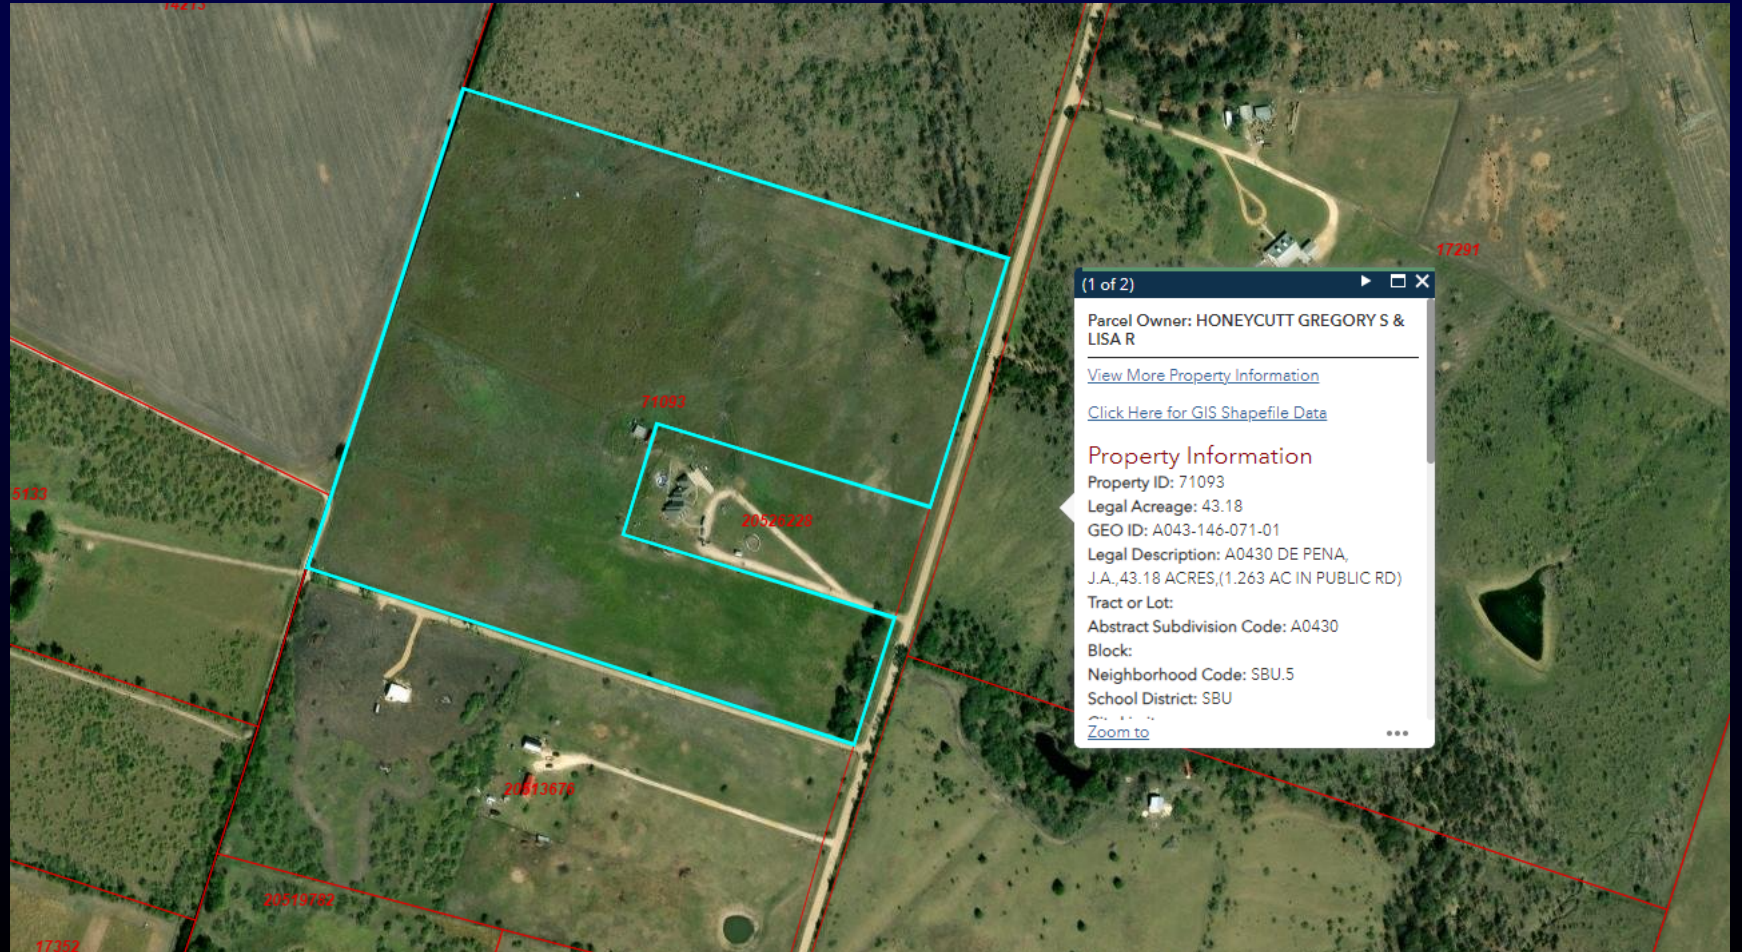 14213
(1 of 2)
Parcel Owner: HONEYCUTT GREGORY S &
LISA R
View More Property Information
Click Here for GIS Shapefile Data
Property Information
Property ID: 71093
Legal Acreage: 43.18
GEO ID: A043-146-071-01
Legal Description: A0430 DE PENA,
J.A.,43.18 ACRES,(1.263 AC IN PUBLIC RD)
Tract or Lot:
Abstract Subdivision Code: A0430
Block:
Neighborhood Code: SBU.5
School District: SBU
Zoom to
17291
71093
5133
20526228
20513678
20519782
17352